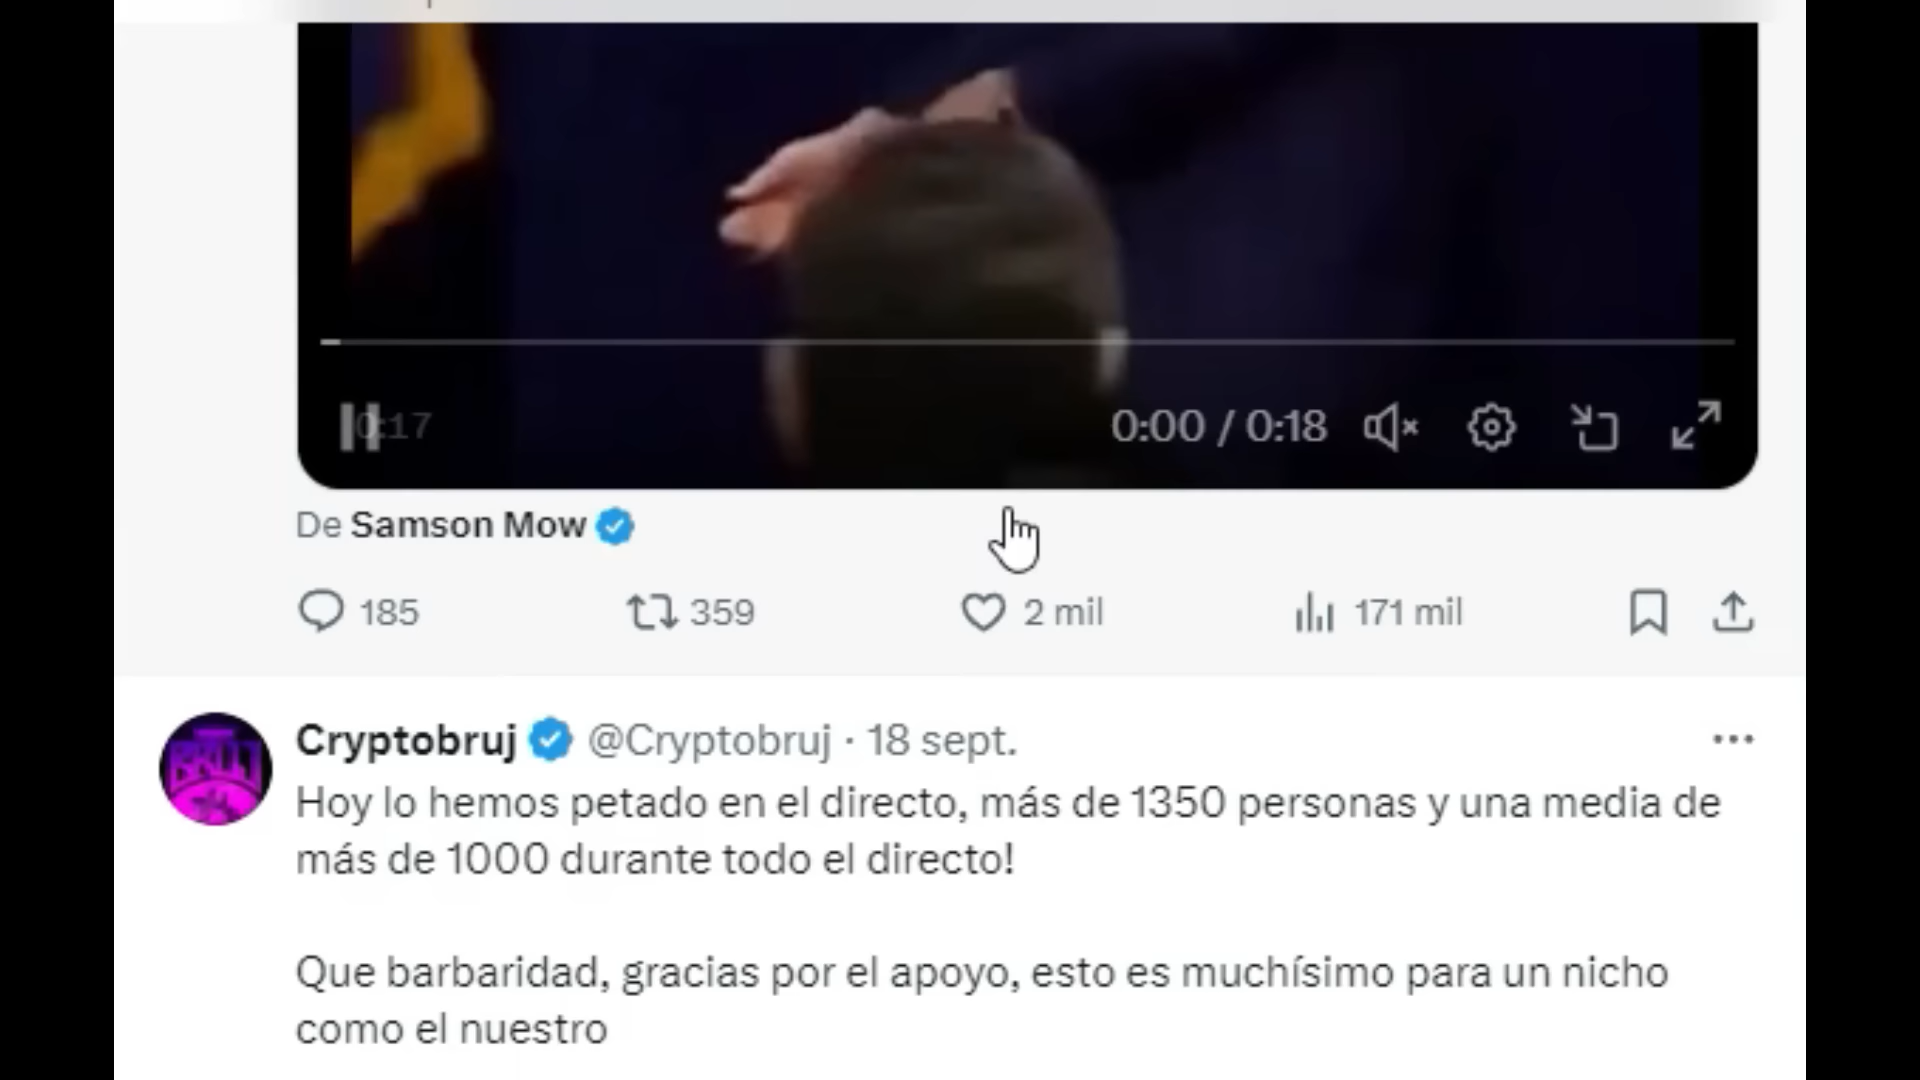 0:17
0:00 / 0:18
De Samson Mow
185
359
2 mil
171 mil
BRUJ
Cryptobruj @Cryptobruj · 18 sept.
Hoy lo hemos petado en el directo, más de 1350 personas y una media de
más de 1000 durante todo el directo!
Que barbaridad, gracias por el apoyo, esto es muchísimo para un nicho
como el nuestro